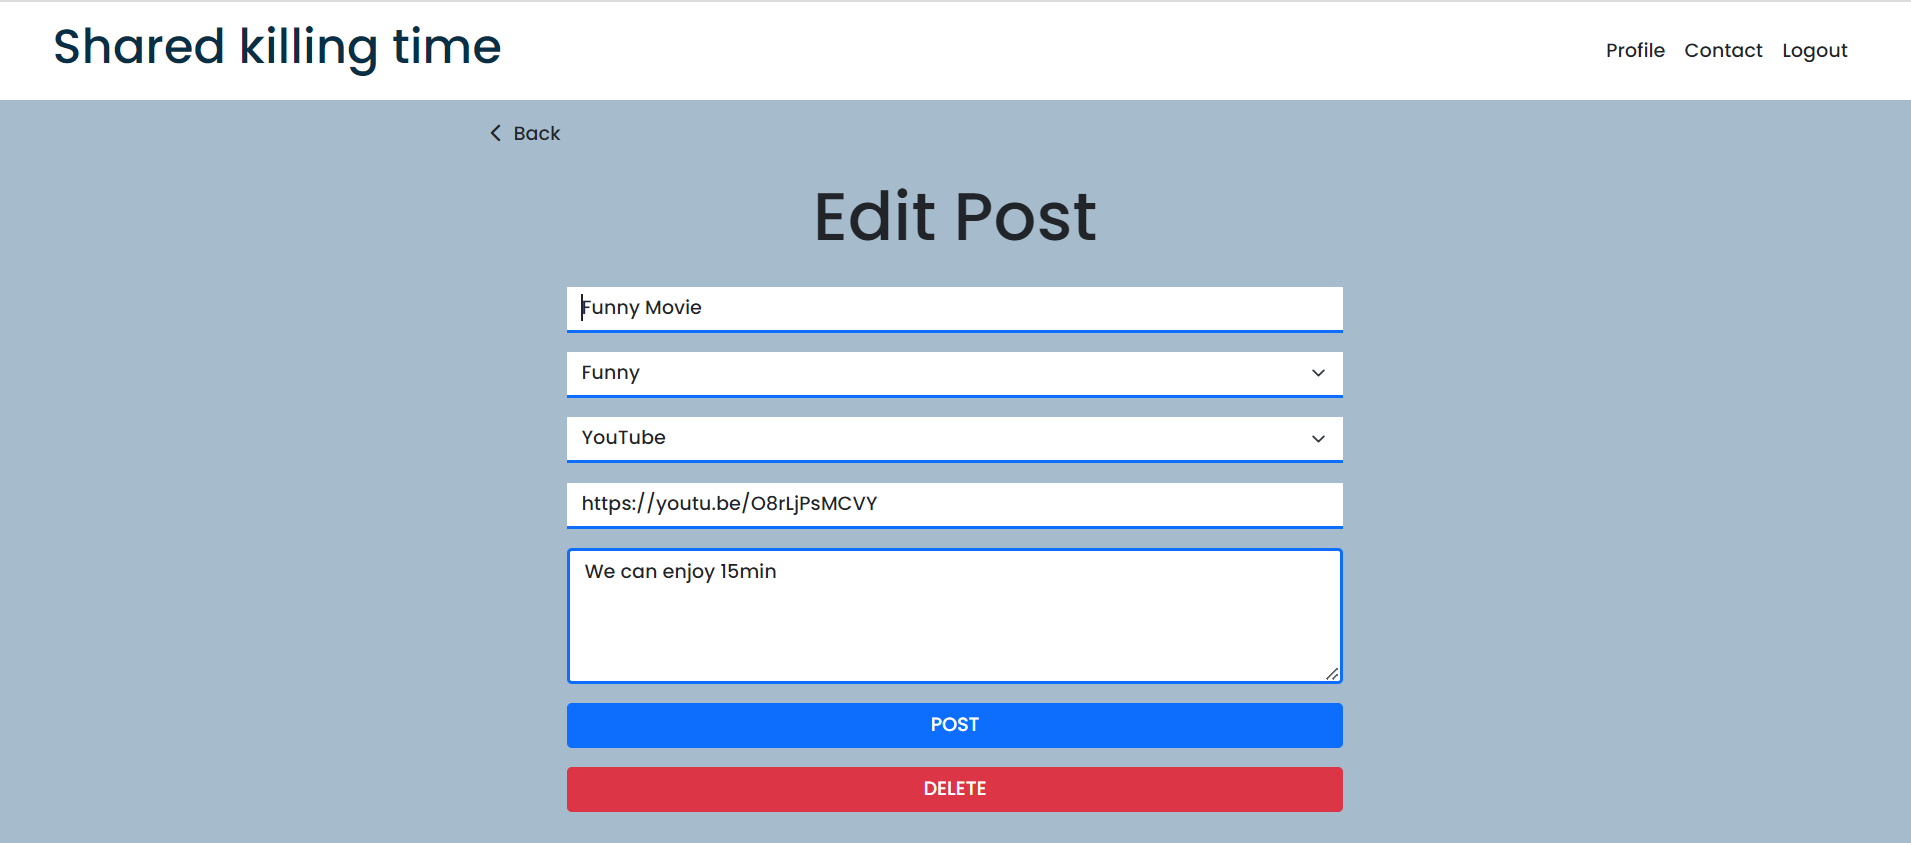 Shared killing time
Profile Contact Logout
Back
Edit Post
Funny Movie
Funny
YouTube
https://youtu.be/O8rLjPsMCVY
We can enjoy 15min
POST
DELETE